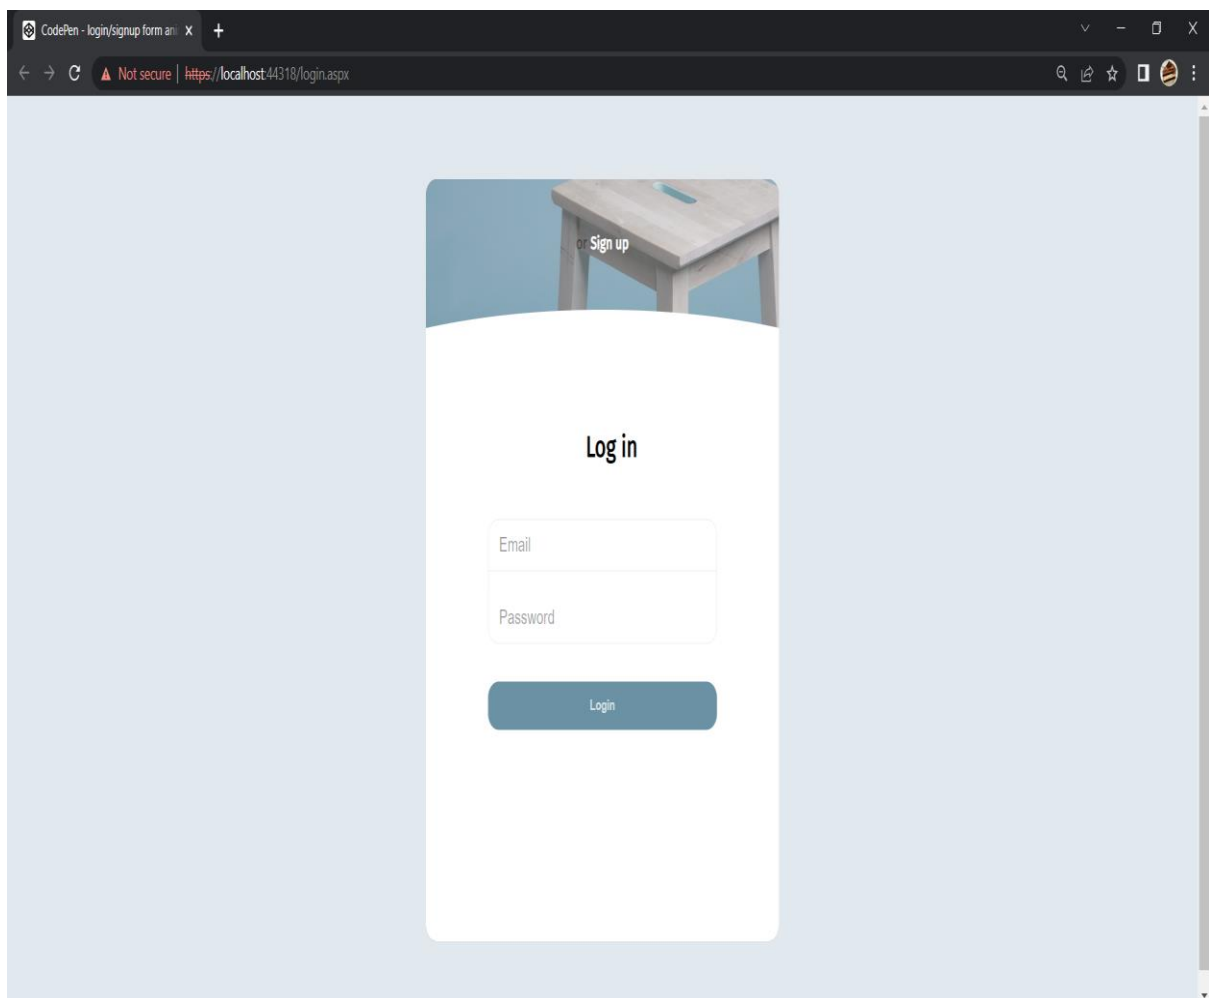 CodePen - login/signup form ani
Not secure | https://localhost:44318/login.aspx
or Sign up
Log in
Email
Password
Login